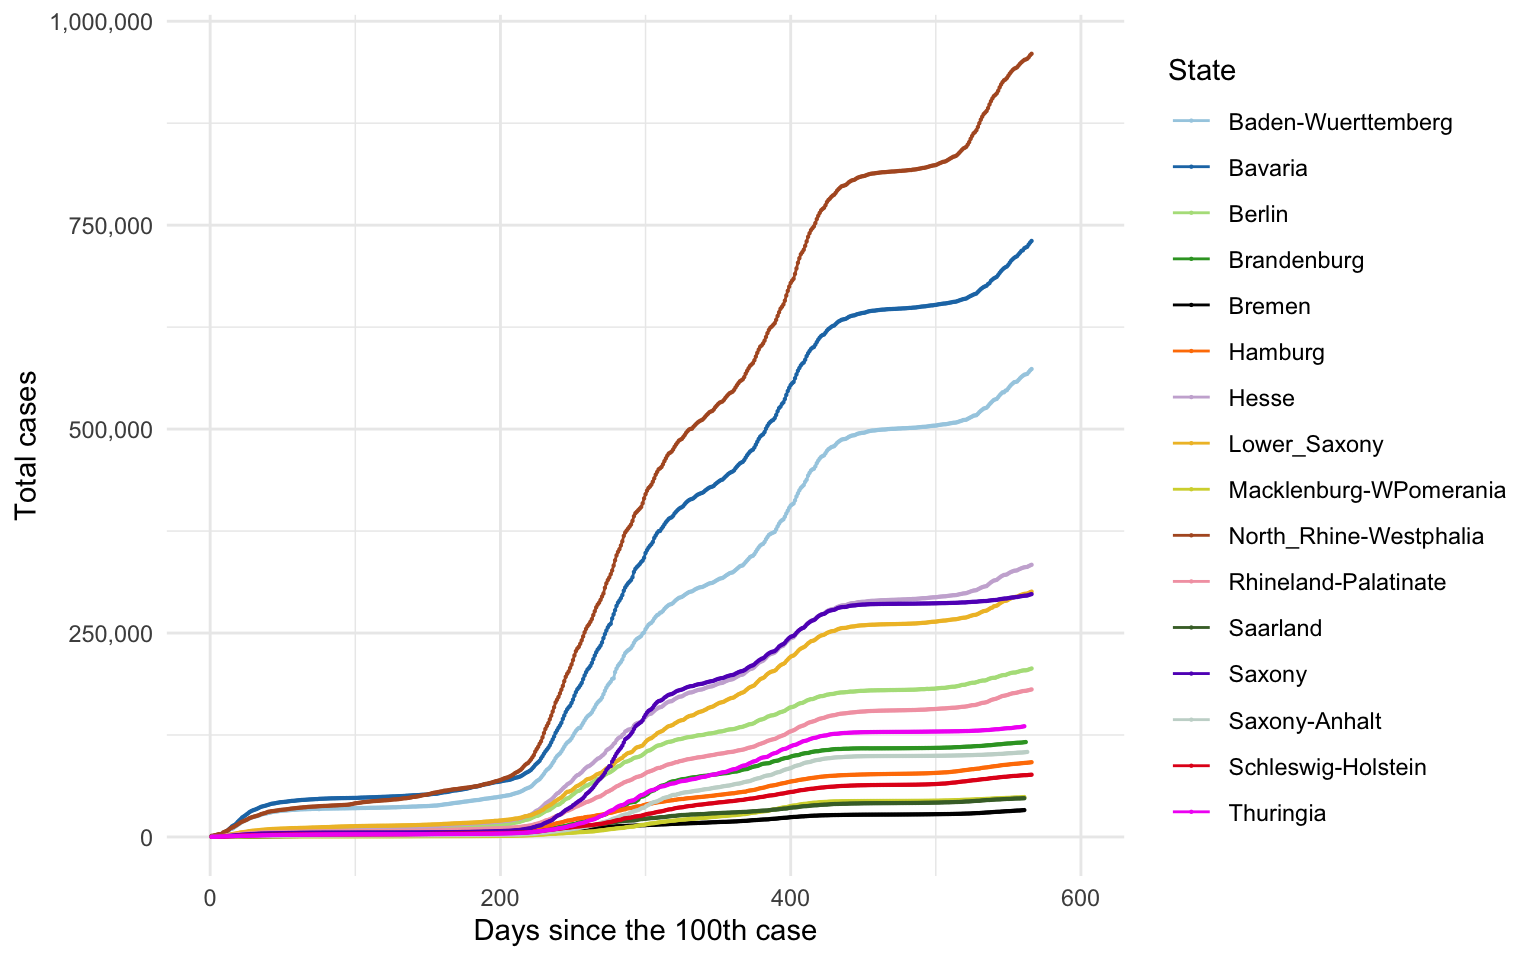 1,000,000
750,000
500,000
250,000
0
Total cases
0 200 400 600
Days since the 100th case
State
Baden-Wuerttemberg
Bavaria
Berlin
Brandenburg
Bremen
Hamburg
Hesse
Lower_Saxony
Macklenburg-WPomerania
North_Rhine-Westphalia
Rhineland-Palatinate
Saarland
Saxony
Saxony-Anhalt
Schleswig-Holstein
Thuringia